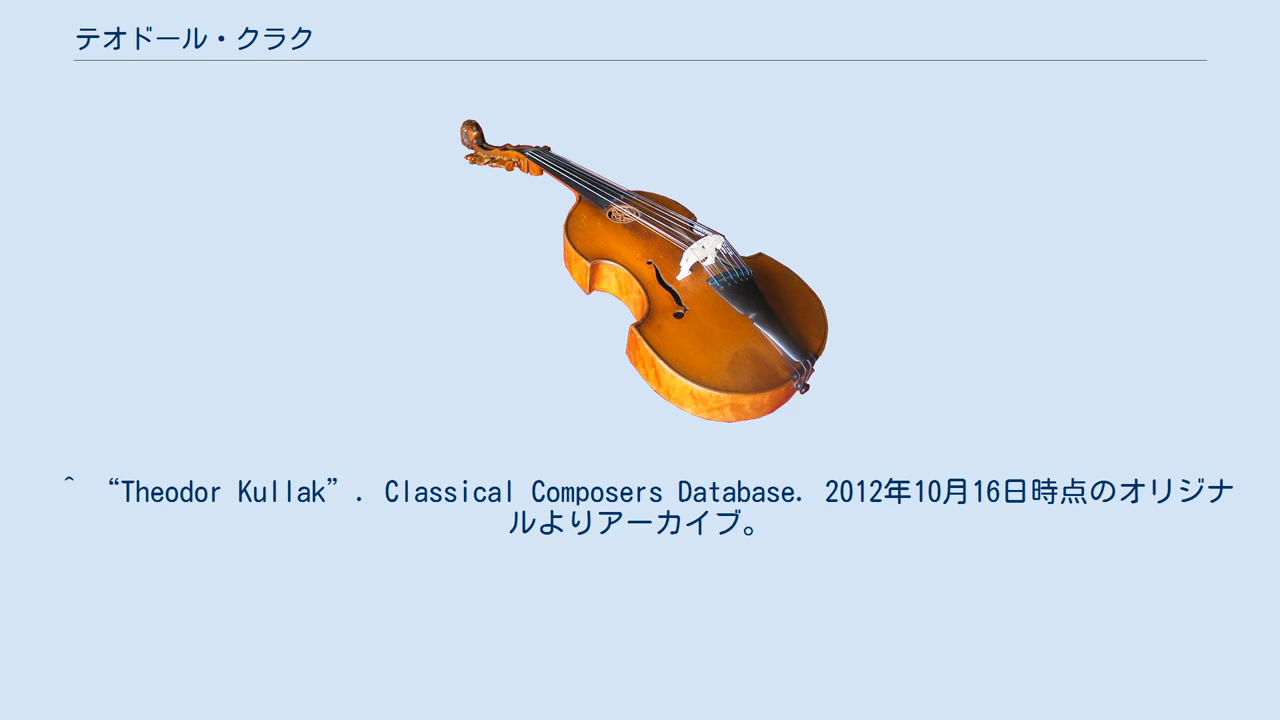 テオドール・クラク
^ “Theodor Kullak”. Classical Composers Database. 2012年10月16日時点のオリジナ
ルよりアーカイブ。